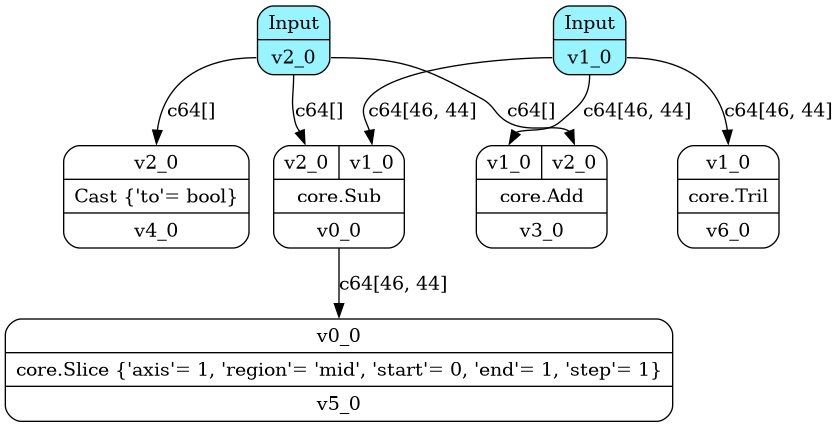 Input
v2_0
Input
v1_0
c64[]
c64[]
c64[46, 44]
c64[]
c64[46, 44]
c64[46, 44]
v2_0
Cast {'to'= bool}
v4_0
v2_0 v1_0
core.Sub
v0_0
v1_0 v2_0
core.Add
v3_0
v1_0
core.Tril
v6_0
c64[46, 44]
v0_0
core.Slice {'axis'= 1, 'region'= 'mid', 'start'= 0, 'end'= 1, 'step'= 1}
v5_0